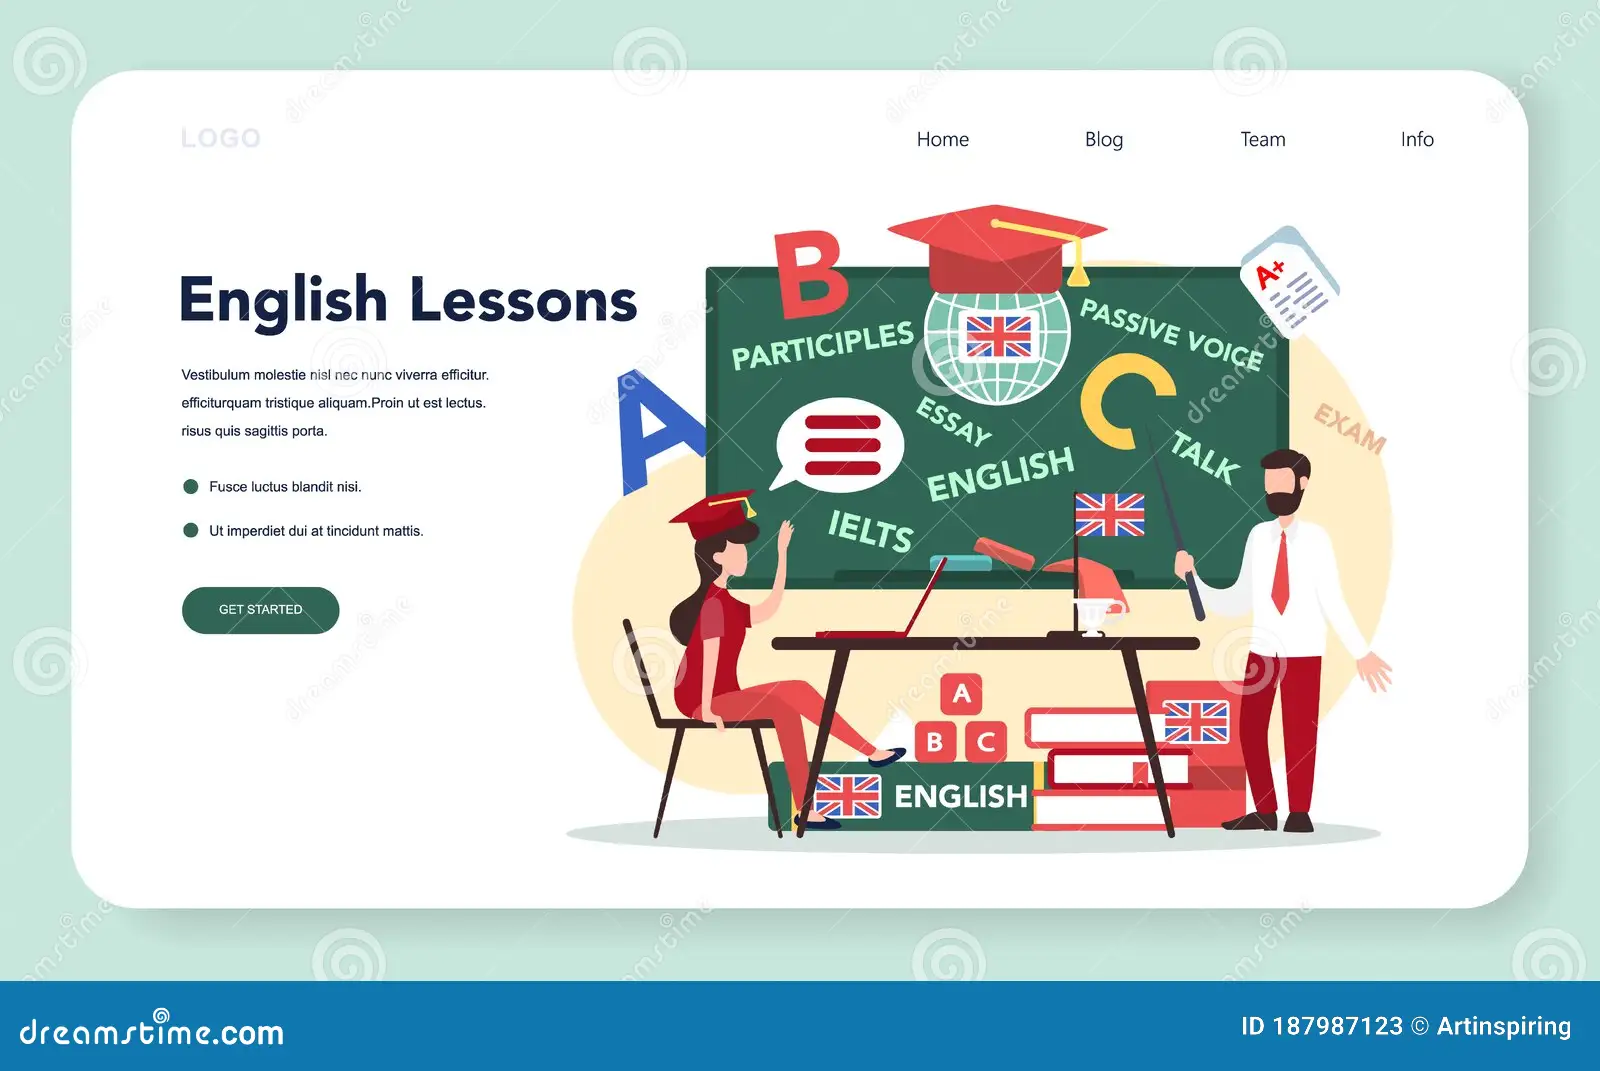 LOGO
Home Blog Team Info
English Lessons
Vestibulum molestie nisl nec nunc viverra efficitur.
efficiturquam tristique aliquam.Proin ut est lectus.
risus quis sagittis porta.
Fusce luctus blandit nisi.
Ut imperdiet dui at tincidunt mattis.
GET STARTED
B
A+
PARTICIPLES
PASSIVE VOICE
A
C
ESSAY
EXAM
TALK
ENGLISH
IELTS
A
B C
ENGLISH
dreamstime.com
ID 187987123 © Artinspiring